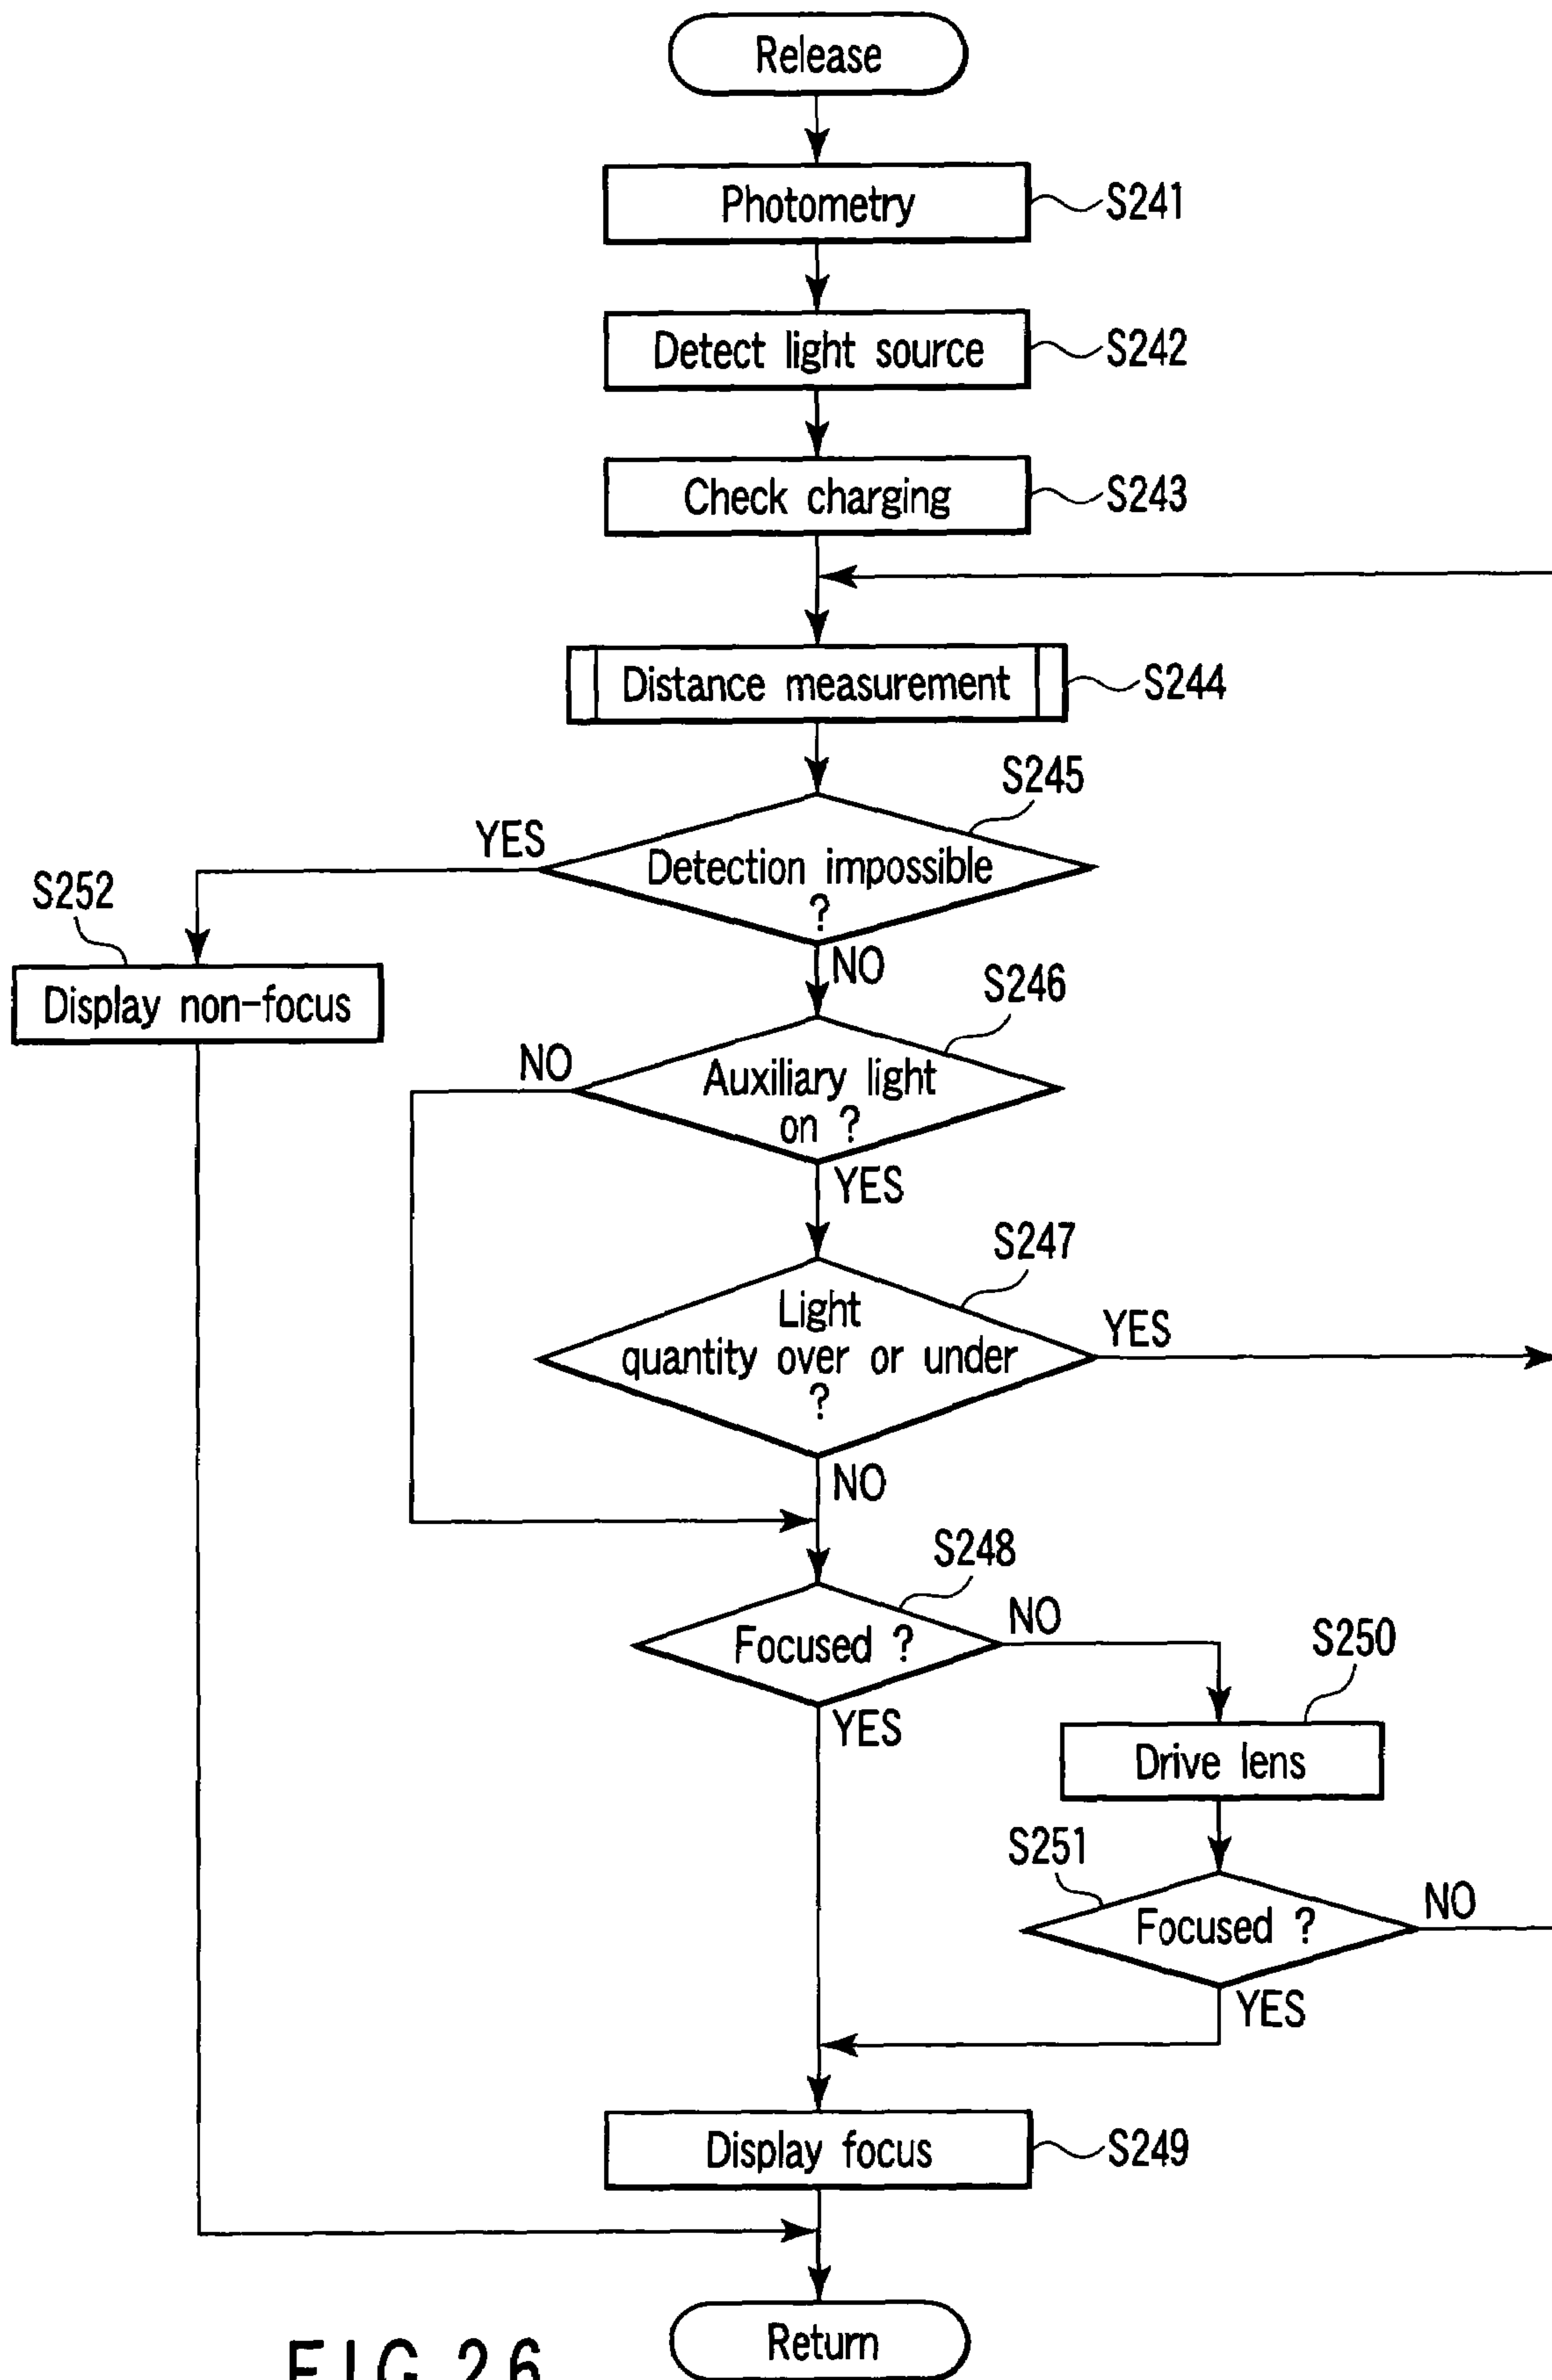 Release
Photometry
S241
Detect light source
S242
Check charging
S243
Distance measurement
S244
S245
YES
Detection impossible
?
S252
NO
Display non-focus
S246
NO
Auxiliary light
on ?
YES
S247
Light
quantity over or under
?
YES
NO
S248
Focused ?
NO
S250
YES
Drive lens
S251
Focused ?
NO
YES
Display focus
S249
Return
FIG. 26